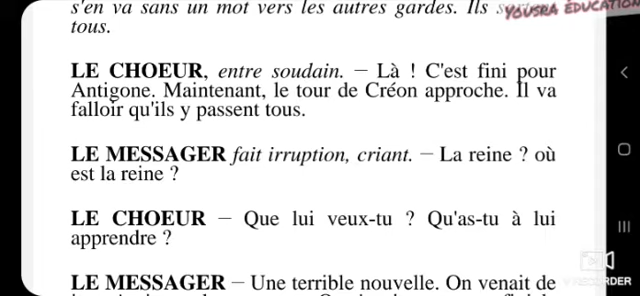 s'en va sans un mot vers les autres gardes. Ils
YOUSRA ÉDUCATION
tous.
LE CHOEUR, entre soudain. – Là ! C'est fini pour
Antigone. Maintenant, le tour de Créon approche. Il va
falloir qu'ils y passent tous.
LE MESSAGER fait irruption, criant. – La reine ? où
est la reine ?
LE CHOEUR – Que lui veux-tu ? Qu'as-tu à lui
apprendre ?
LE MESSAGER – Une terrible nouvelle. On venait de